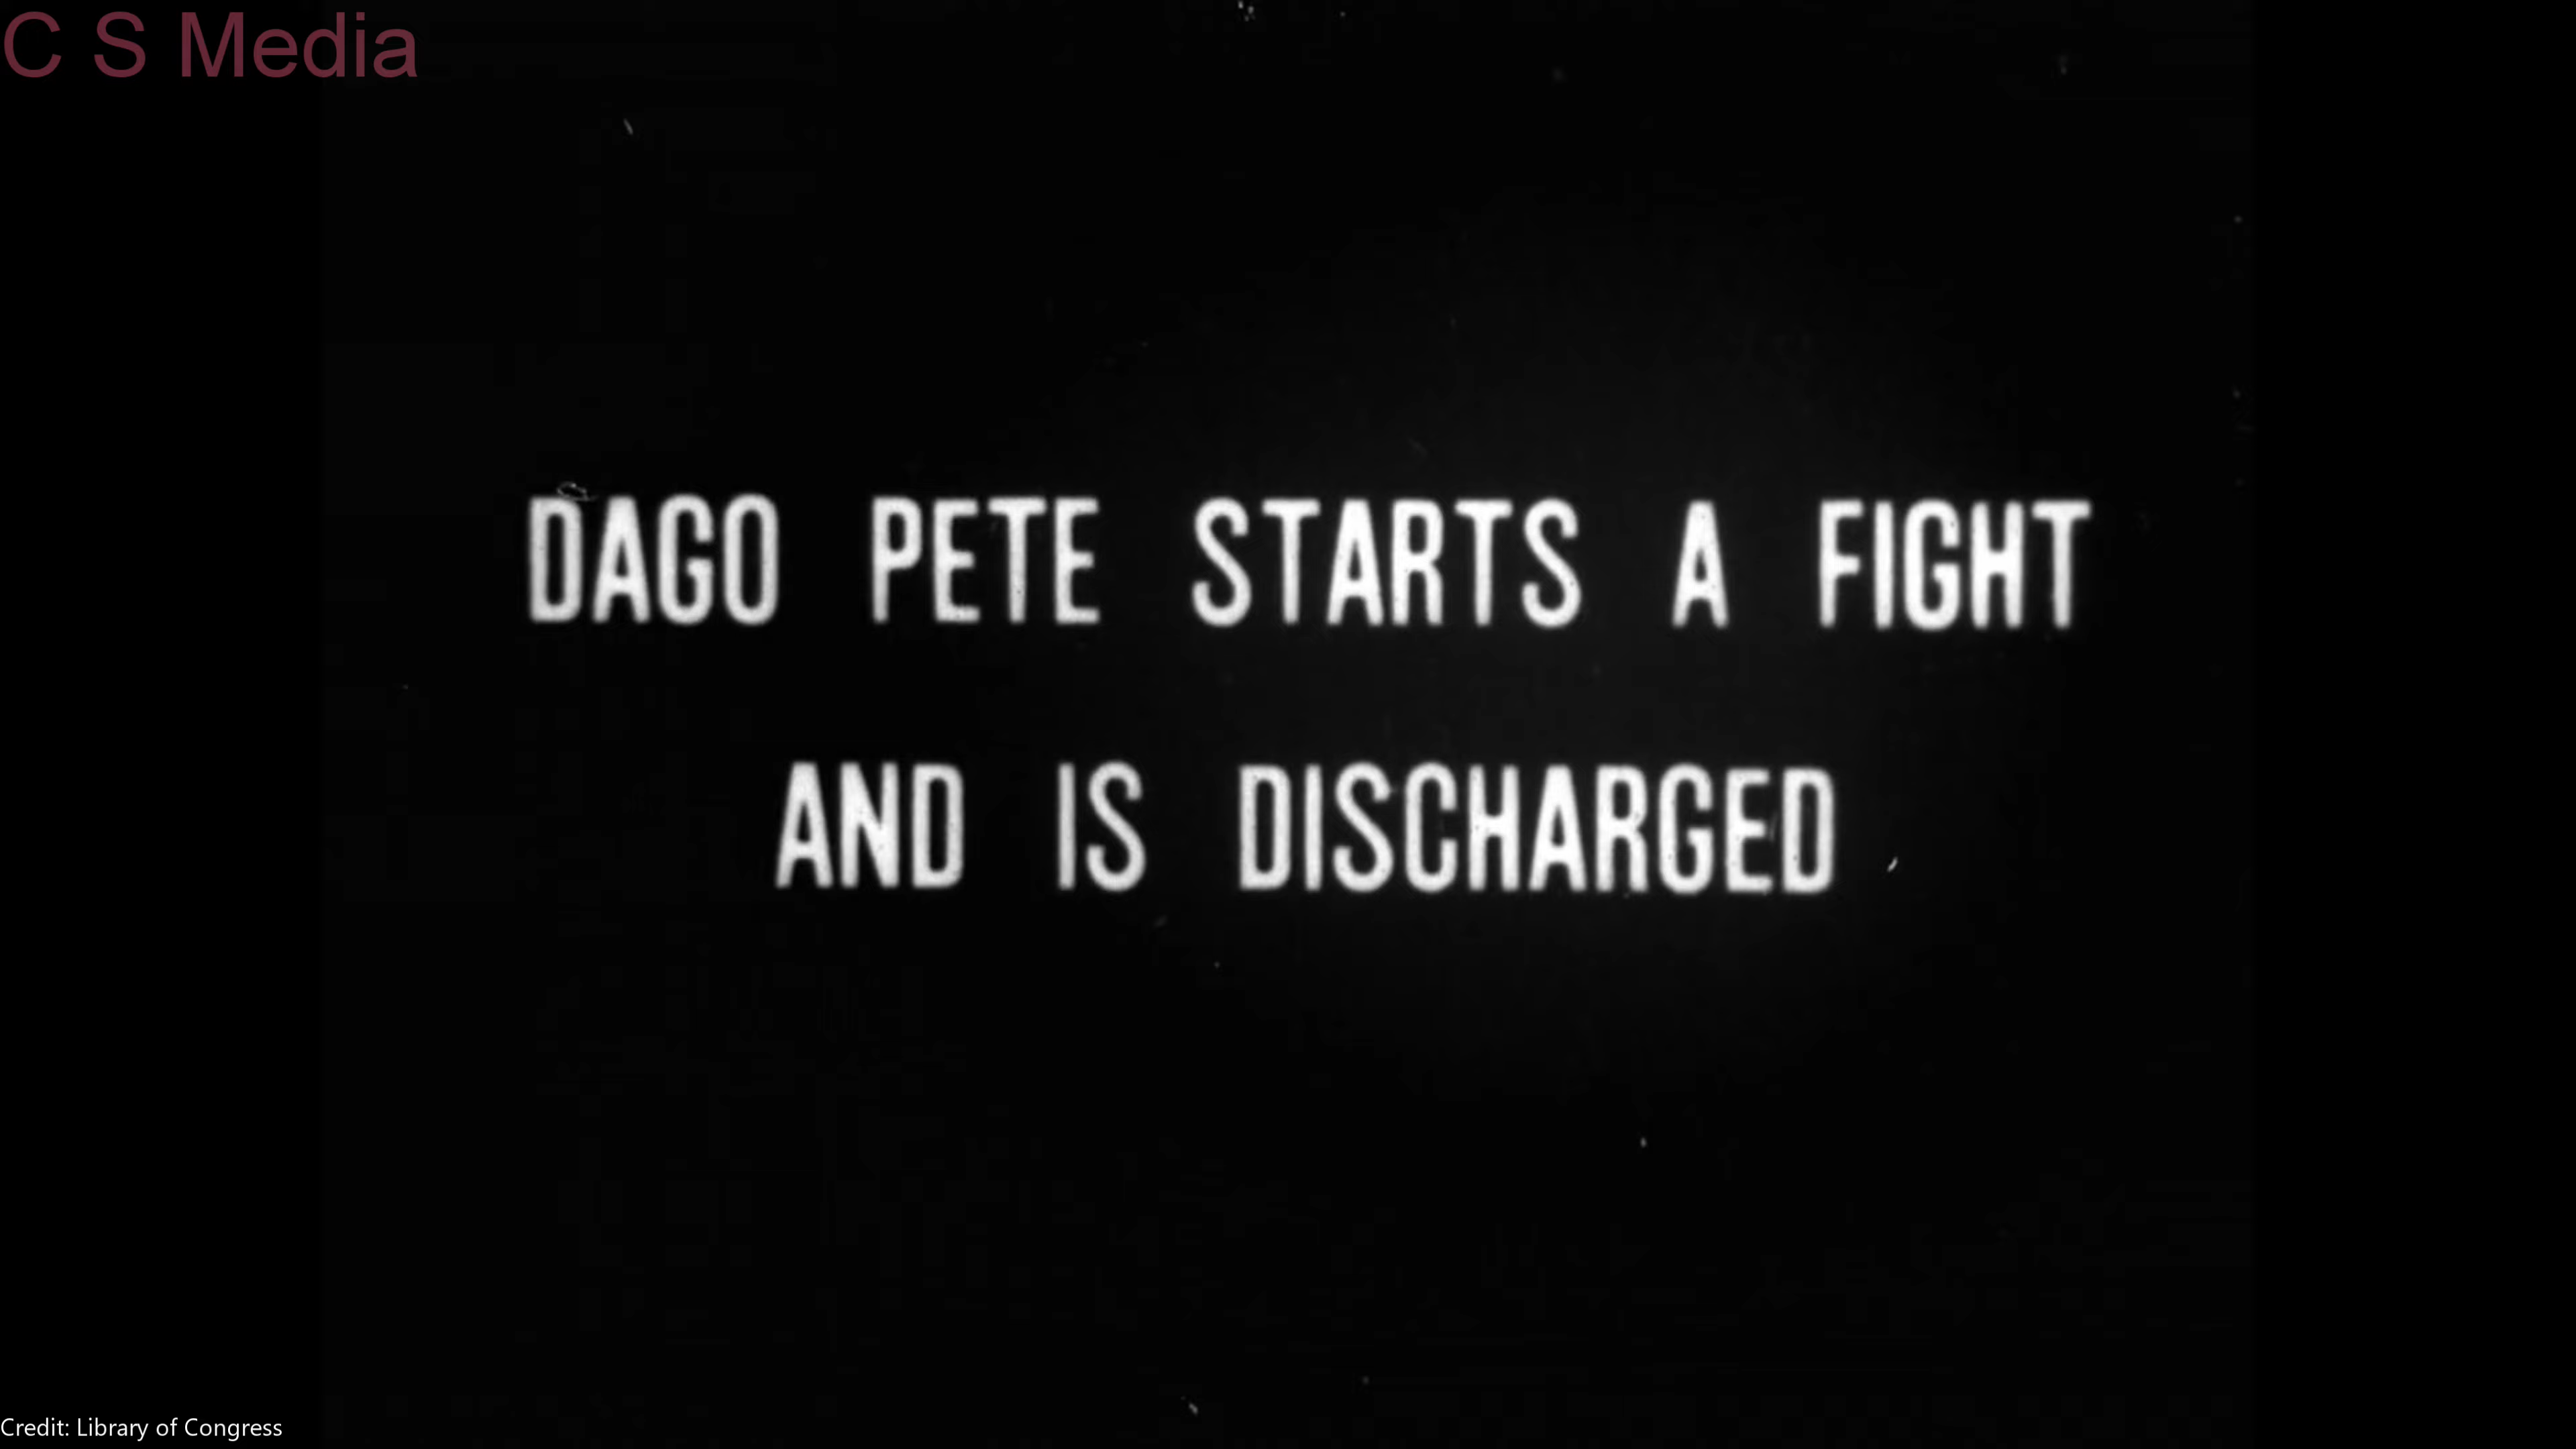 C S Media
DAGO PETE STARTS A FIGHT
AND IS DISCHARGED
Credit: Library of Congress